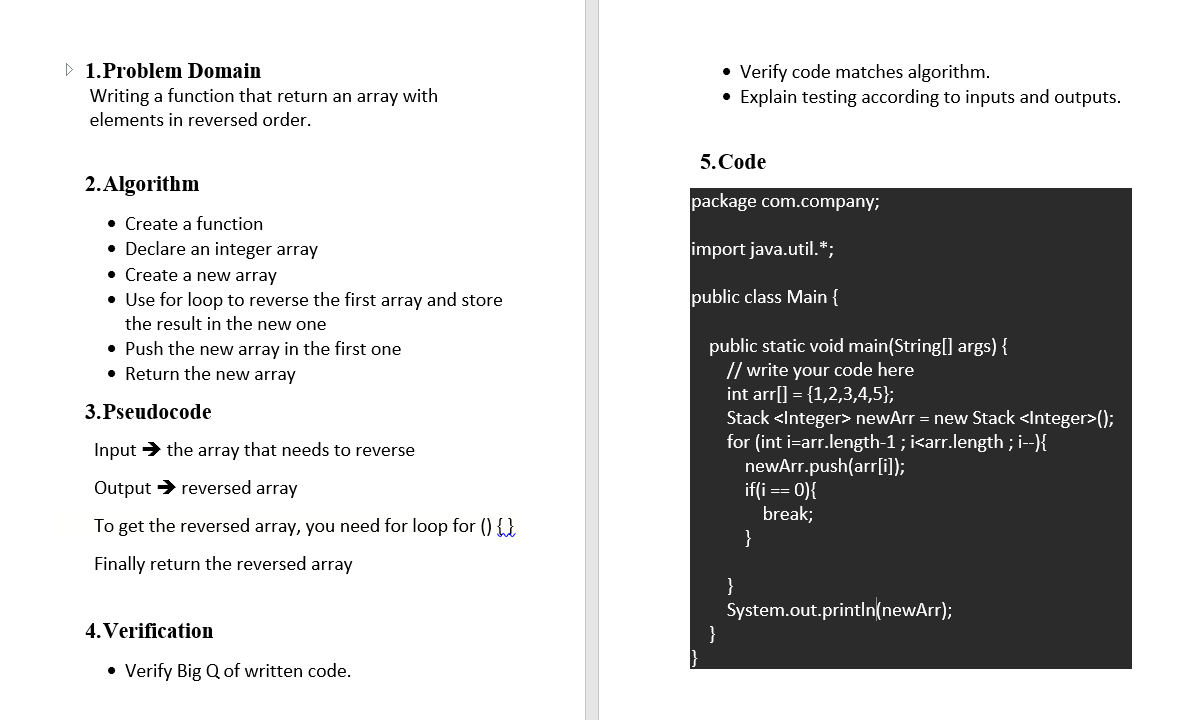 1.Problem Domain
Writing a function that return an array with
elements in reversed order.
2.Algorithm
• Create a function
• Declare an integer array
• Create a new array
• Use for loop to reverse the first array and store
the result in the new one
• Push the new array in the first one
• Return the new array
3.Pseudocode
Input ➔ the array that needs to reverse
Output ➔ reversed array
To get the reversed array, you need for loop for () { }
Finally return the reversed array
4.Verification
• Verify Big Q of written code.
• Verify code matches algorithm.
• Explain testing according to inputs and outputs.
5.Code
package com.company;
import java.util.*;
public class Main {
public static void main(String[] args) {
// write your code here
int arr[] = {1,2,3,4,5};
Stack <Integer> newArr = new Stack <Integer>();
for (int i=arr.length-1 ; i<arr.length ; i--){
newArr.push(arr[i]);
if(i == 0){
break;
}
}
System.out.println(newArr);
}
}